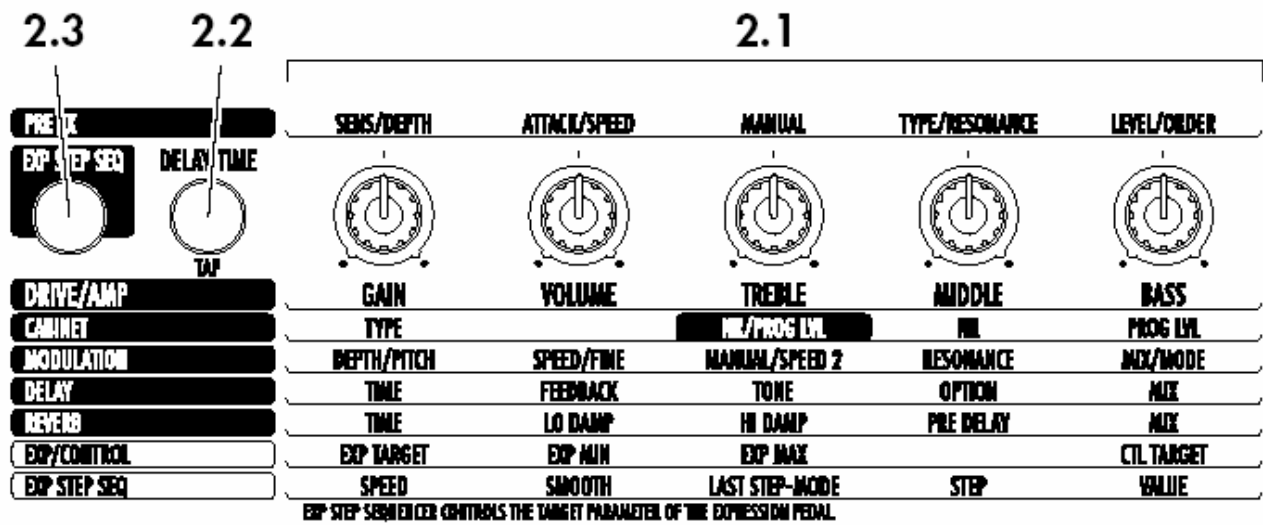 2.3 2.2 2.1
PRE FX SENS/DEPTH ATTACK/SPEED MANUAL TYPE/RESONANCE LEVEL/ORDER
EXP STEP SEQ DELAY TIME
TAP
DRIVE/AMP GAIN VOLUME TREBLE MIDDLE BASS
CABINET TYPE NR/PROG LVL NR PROG LVL
MODULATION DEPTH/PITCH SPEED/FINE MANUAL/SPEED 2 RESONANCE MIX/MODE
DELAY TIME FEEDBACK TONE OPTION MIX
REVERB TIME LO DAMP HI DAMP PRE DELAY MIX
EXP/CONTROL EXP TARGET EXP MIN EXP MAX CTL TARGET
EXP STEP SEQ SPEED SMOOTH LAST STEP-MODE STEP VALUE
EXP STEP SEQUENCER CONTROLS THE TARGET PARAMETER OF THE EXPRESSION PEDAL.